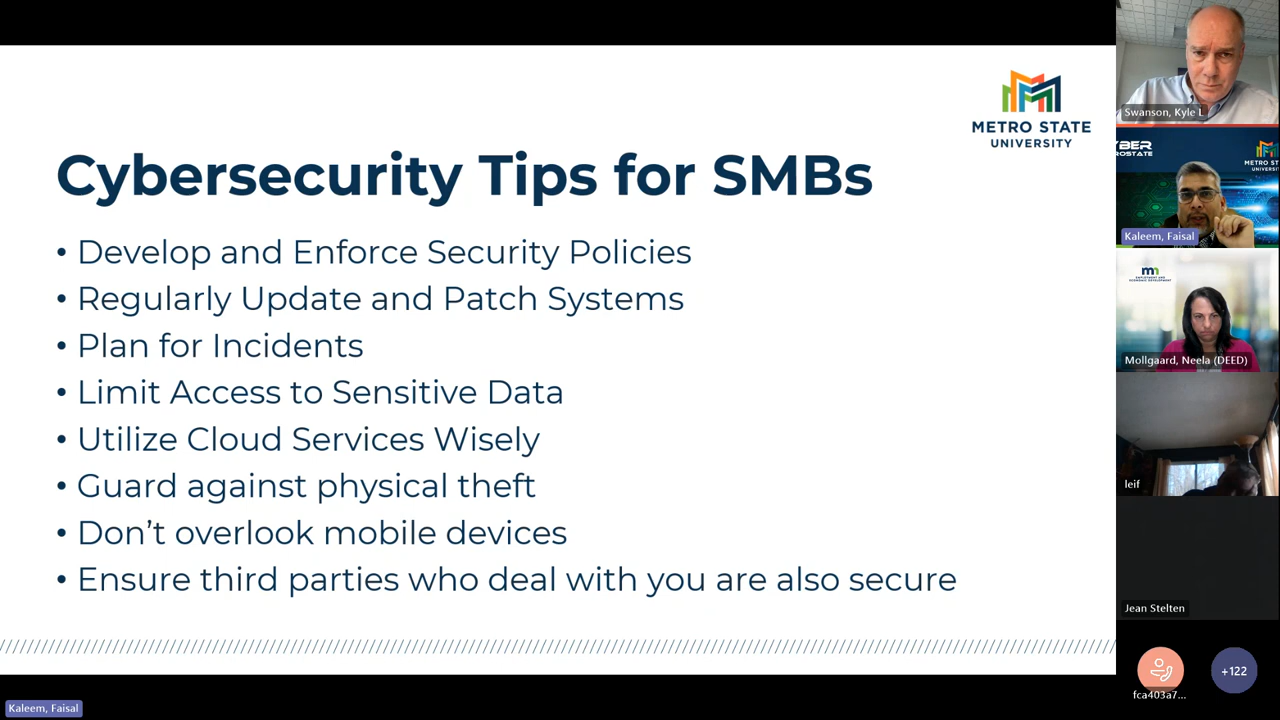 METRO STATE
UNIVERSITY
Cybersecurity Tips for SMBs
• Develop and Enforce Security Policies
• Regularly Update and Patch Systems
• Plan for Incidents
• Limit Access to Sensitive Data
• Utilize Cloud Services Wisely
• Guard against physical theft
• Don’t overlook mobile devices
• Ensure third parties who deal with you are also secure
Kaleem, Faisal
Swanson, Kyle L
Kaleem, Faisal
mn
Mollgaard, Neela (DEED)
leif
Jean Stelten
fca403a7...
+122